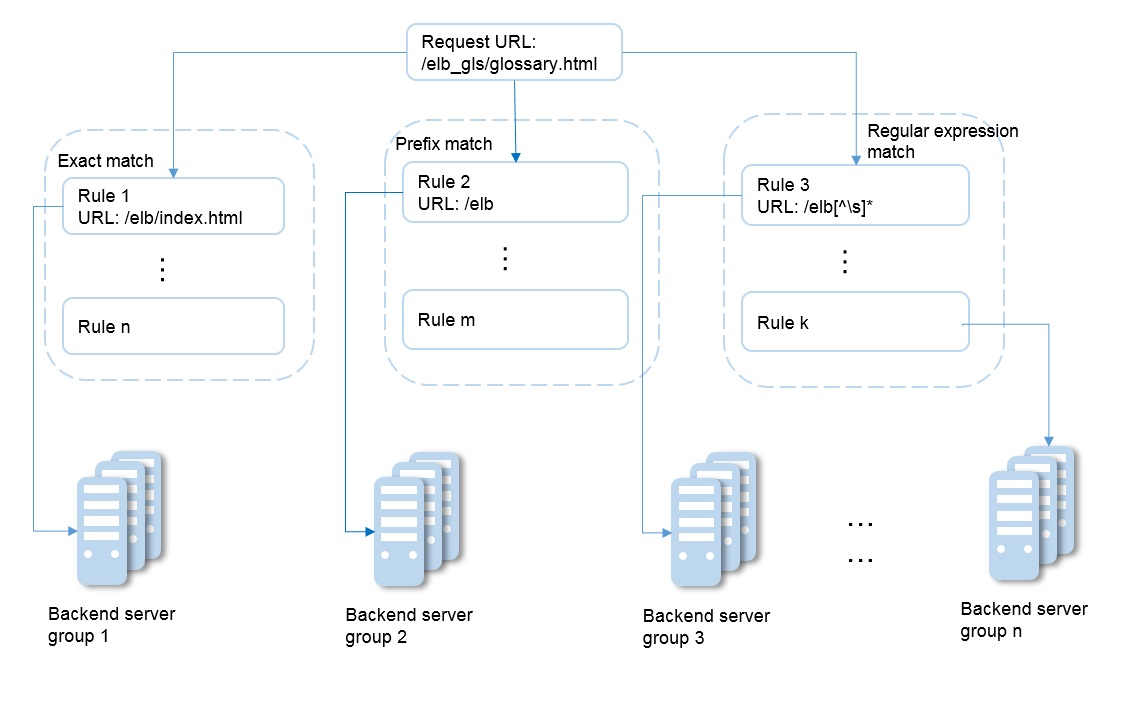 Request URL:
/elb_gls/glossary.html
Exact match
Rule 1
URL: /elb/index.html
⋮
Rule n
Prefix match
Rule 2
URL: /elb
⋮
Rule m
Regular expression
match
Rule 3
URL: /elb[^\s]*
⋮
Rule k
Backend server
group 1
Backend server
group 2
Backend server
group 3
...
...
Backend server
group n